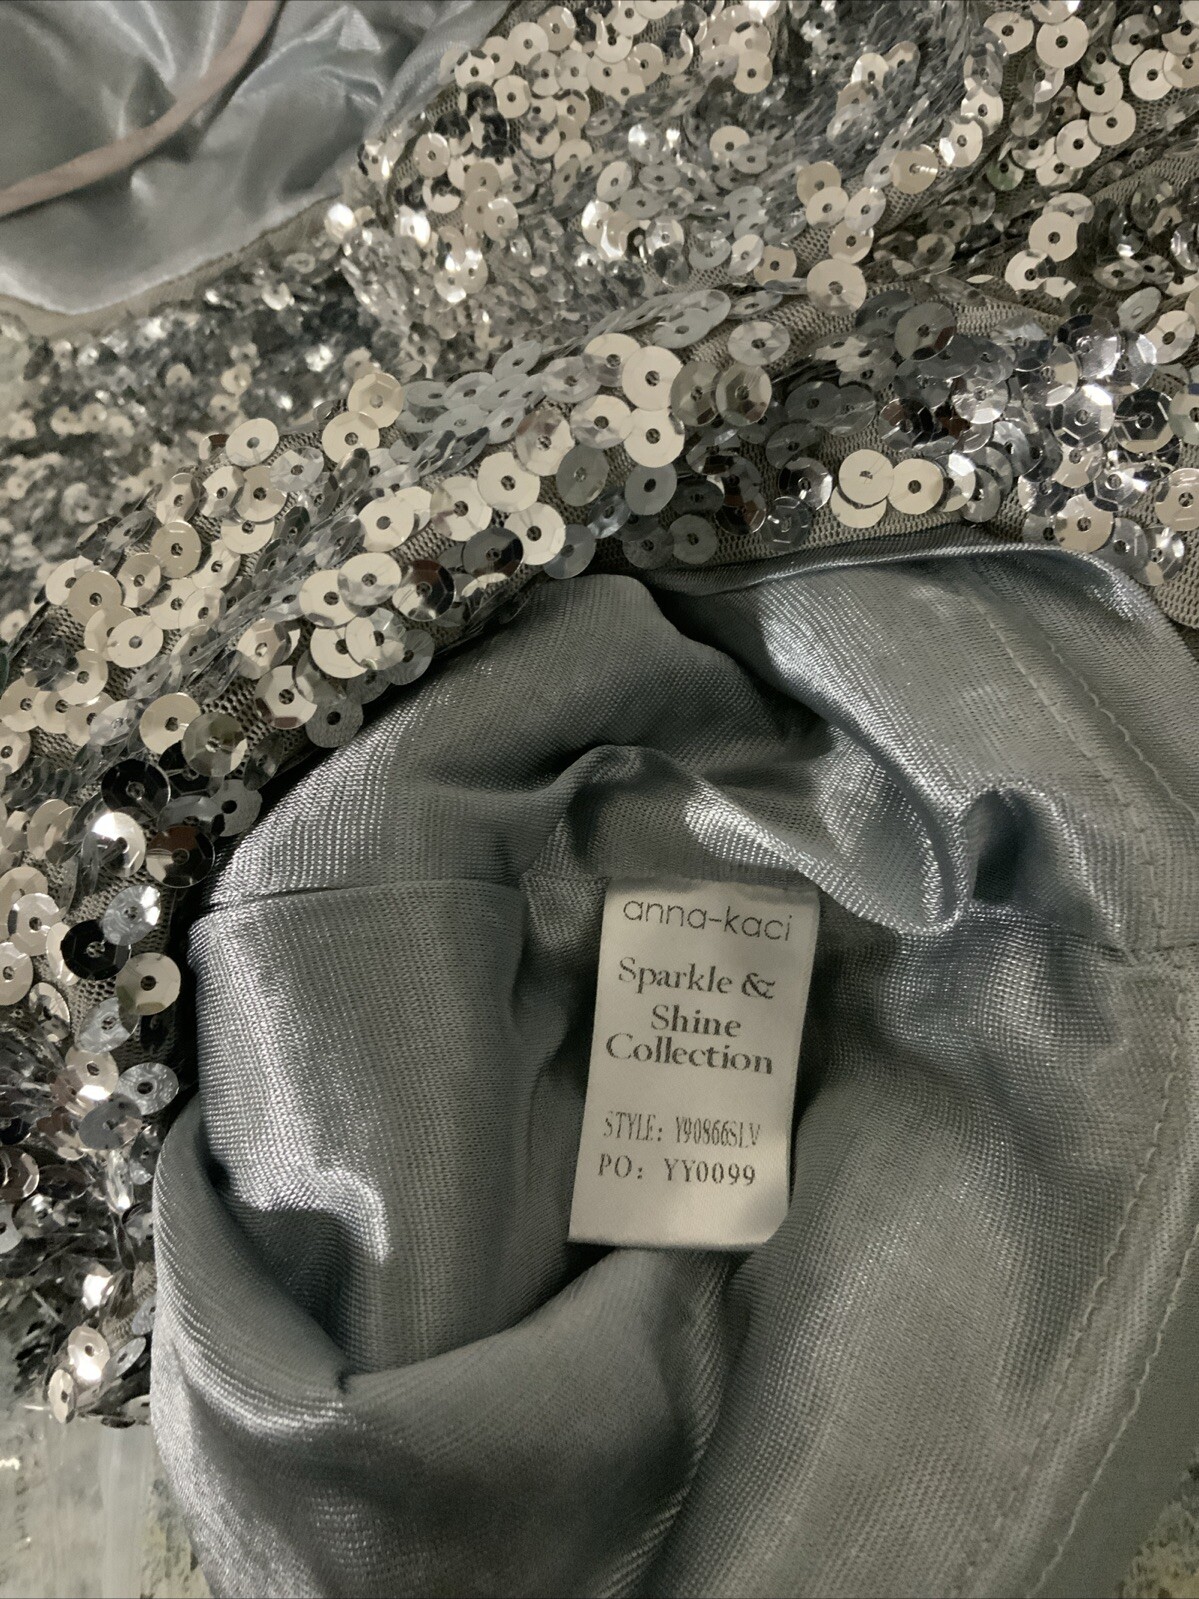 anna-kaci
Sparkle &
Shine
Collection
STYLE: Y90866SLV
PO: YY0099